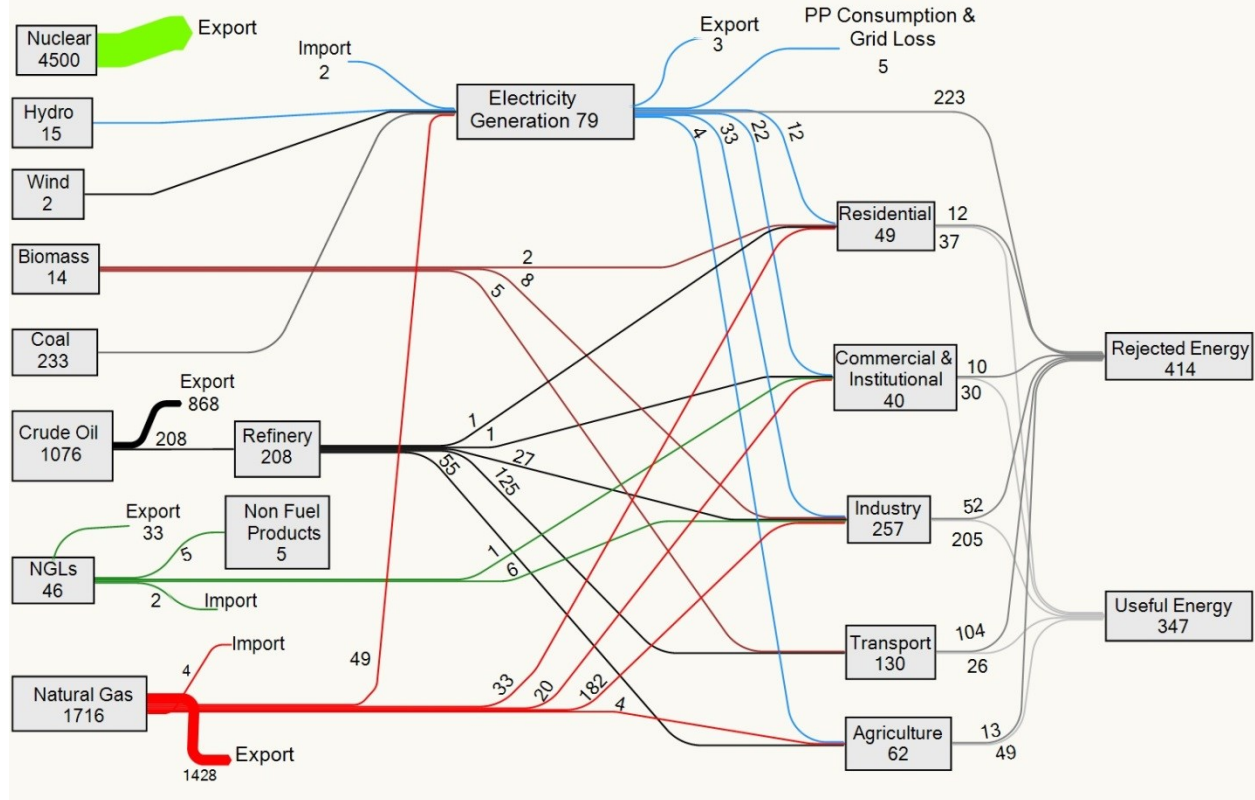 Nuclear
4500
Export
Import
2
Export
3
PP Consumption &
Grid Loss
5
Hydro
15
Electricity
Generation 79
223
4
33
22
12
Wind
2
Residential
49
12
37
Biomass
14
2
8
5
Coal
233
Commercial &
Institutional
40
10
30
Rejected Energy
414
Export
868
Crude Oil
1076
208
Refinery
208
1
1
27
125
55
Export
33
Non Fuel
Products
5
5
Industry
257
52
205
NGLs
46
2
Import
1
6
Useful Energy
347
Import
4
49
Transport
130
104
26
Natural Gas
1716
33
20
182
4
Export
1428
Agriculture
62
13
49